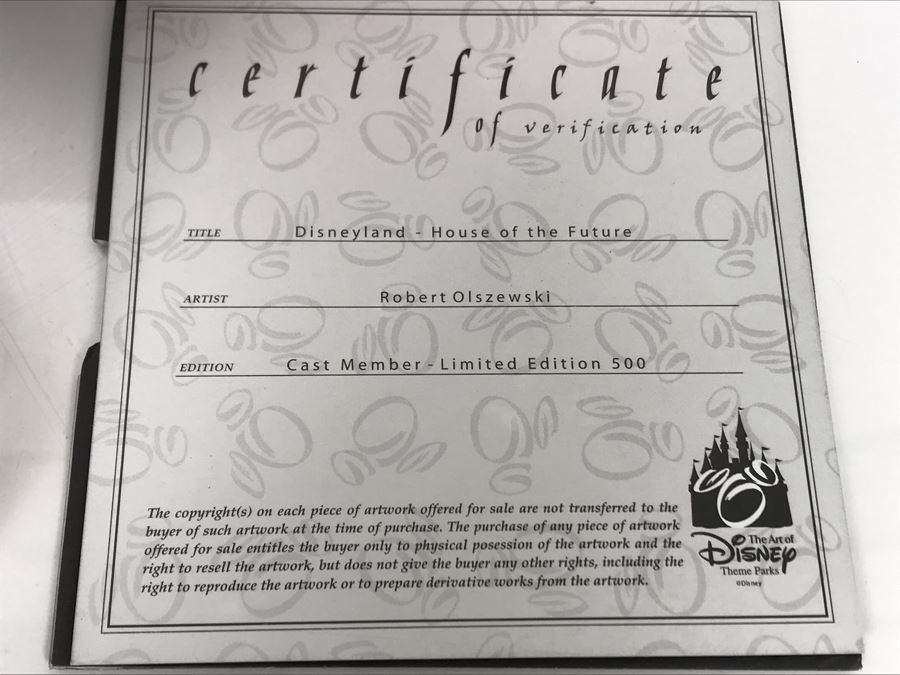 certificate
of verification
TITLE Disneyland - House of the Future
ARTIST Robert Olszewski
EDITION Cast Member - Limited Edition 500
The copyright(s) on each piece of artwork offered for sale are not transferred to the
buyer of such artwork at the time of purchase. The purchase of any piece of artwork
offered for sale entitles the buyer only to physical posession of the artwork and the
right to resell the artwork, but does not give the buyer any other rights, including the
right to reproduce the artwork or to prepare derivative works from the artwork.
The Art of
Disney
Theme Parks
©Disney